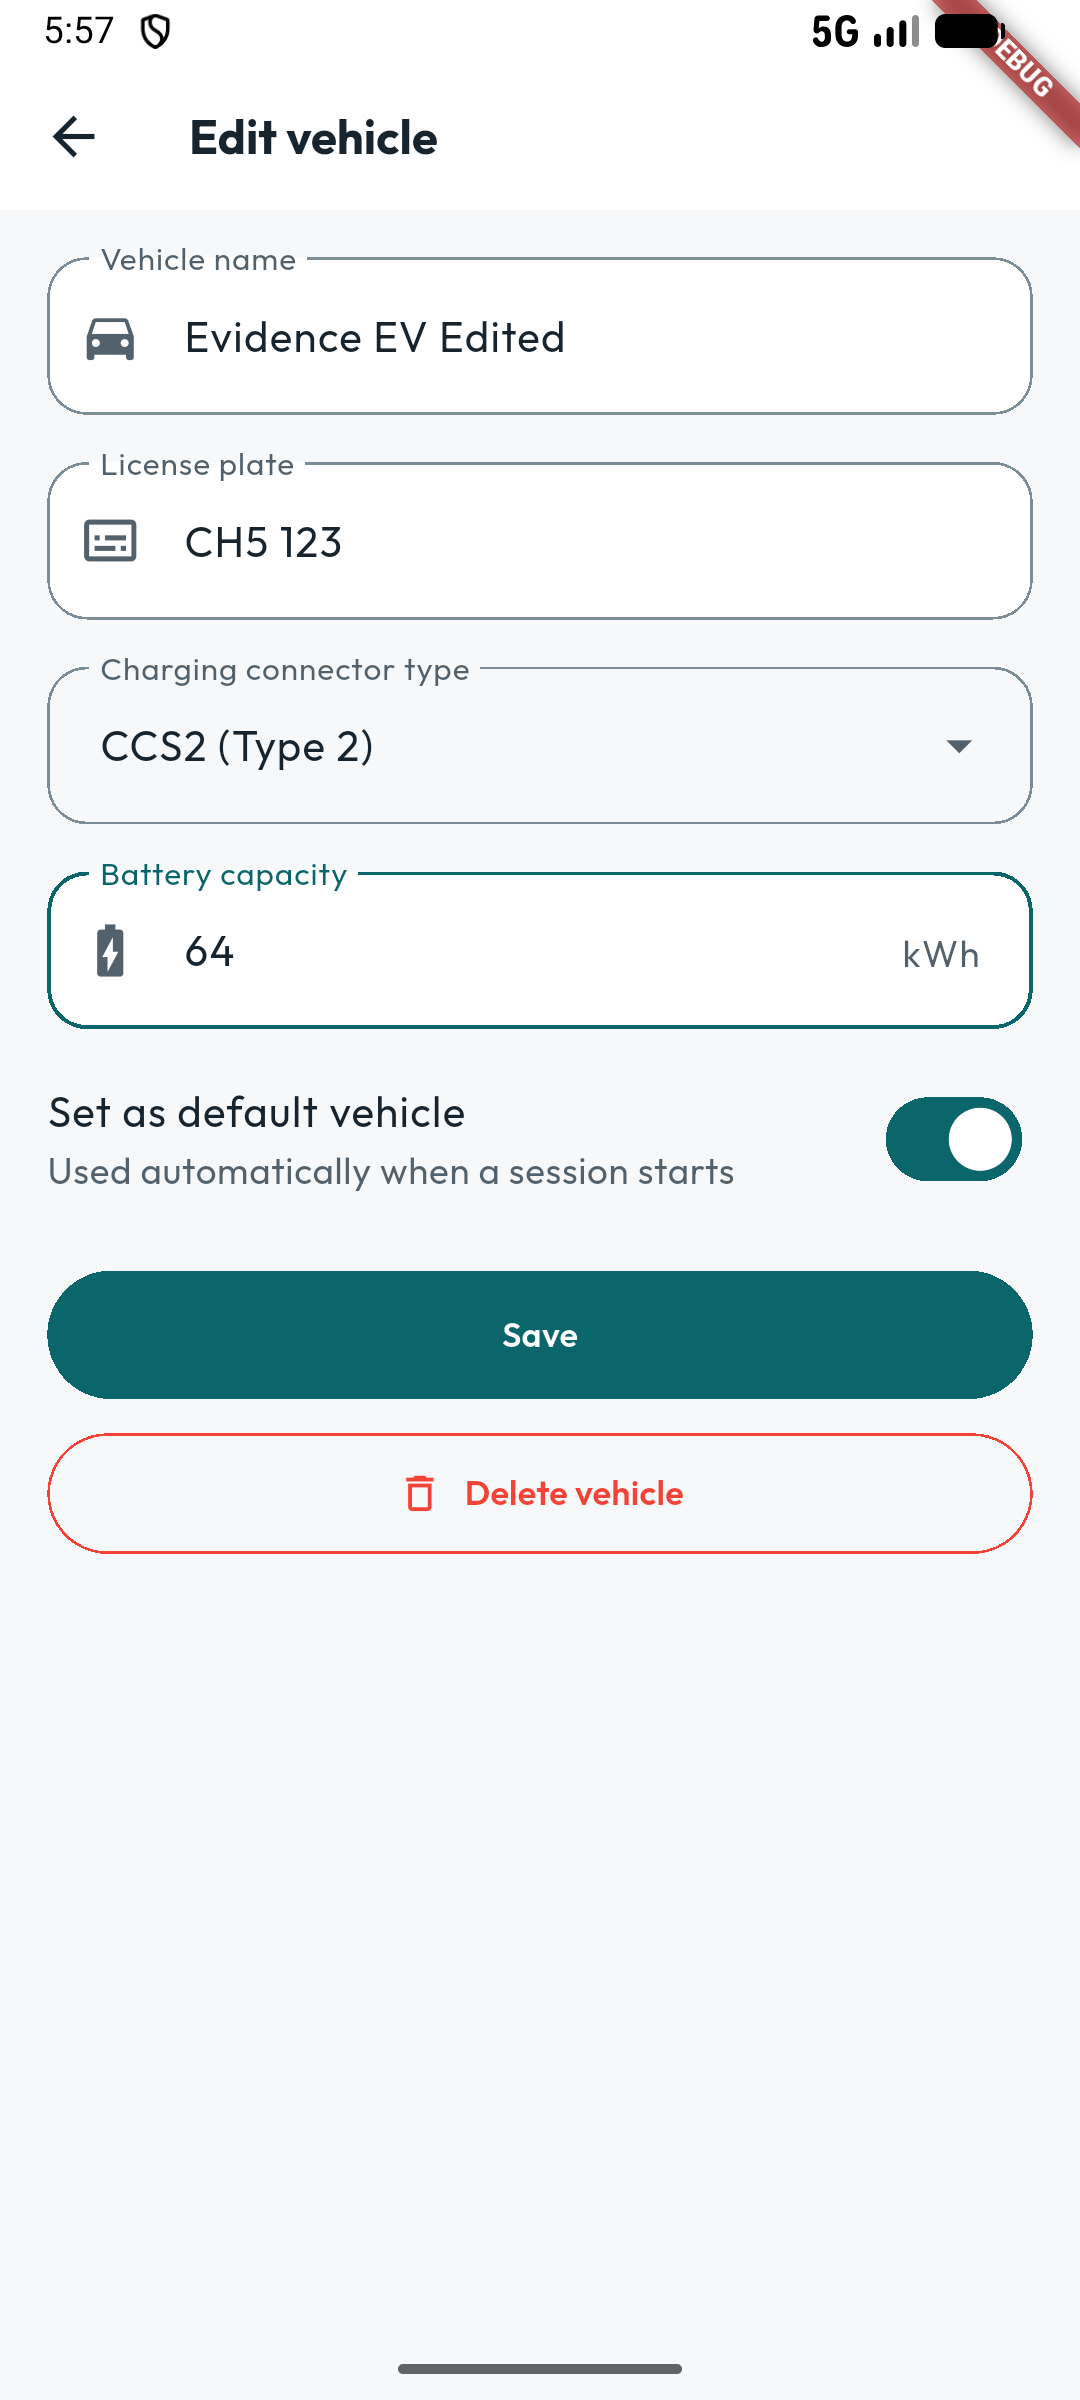 5:57
5G
EBUG
Edit vehicle
Vehicle name
Evidence EV Edited
License plate
CH5 123
Charging connector type
CCS2 (Type 2)
Battery capacity
64
kWh
Set as default vehicle
Used automatically when a session starts
Save
Delete vehicle